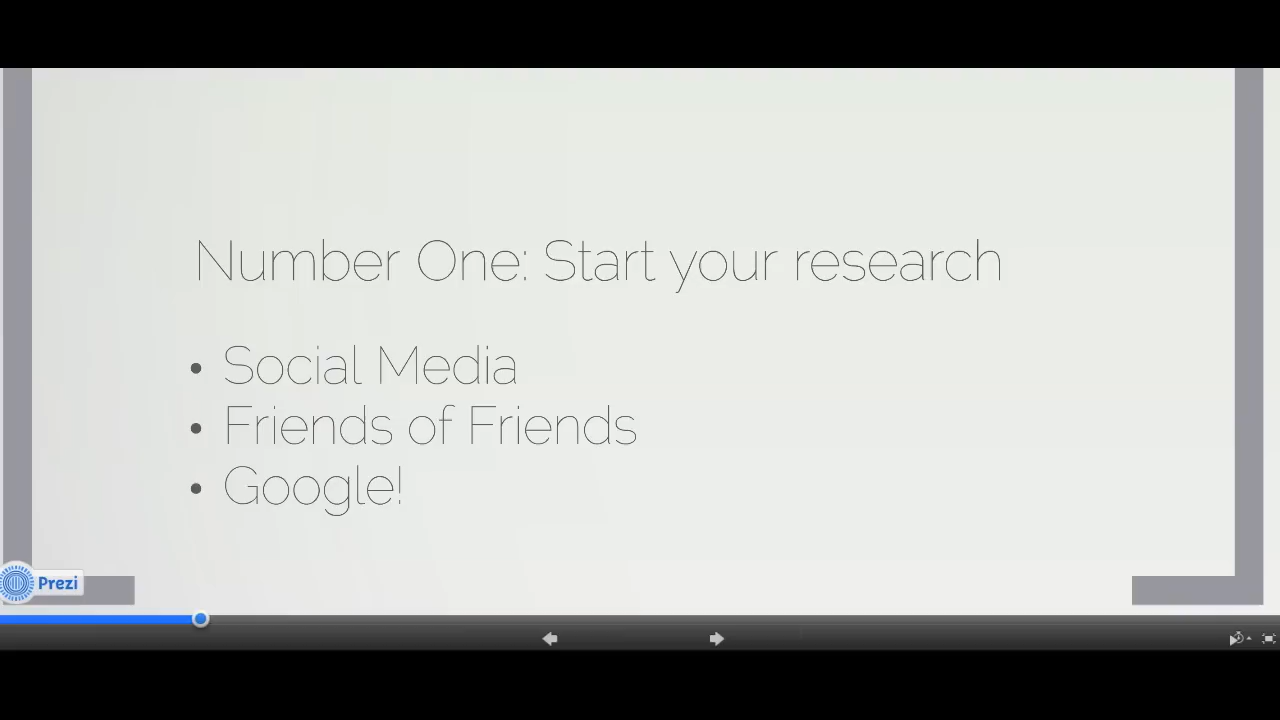 Number One: Start your research
• Social Media
• Friends of Friends
• Google!
Prezi